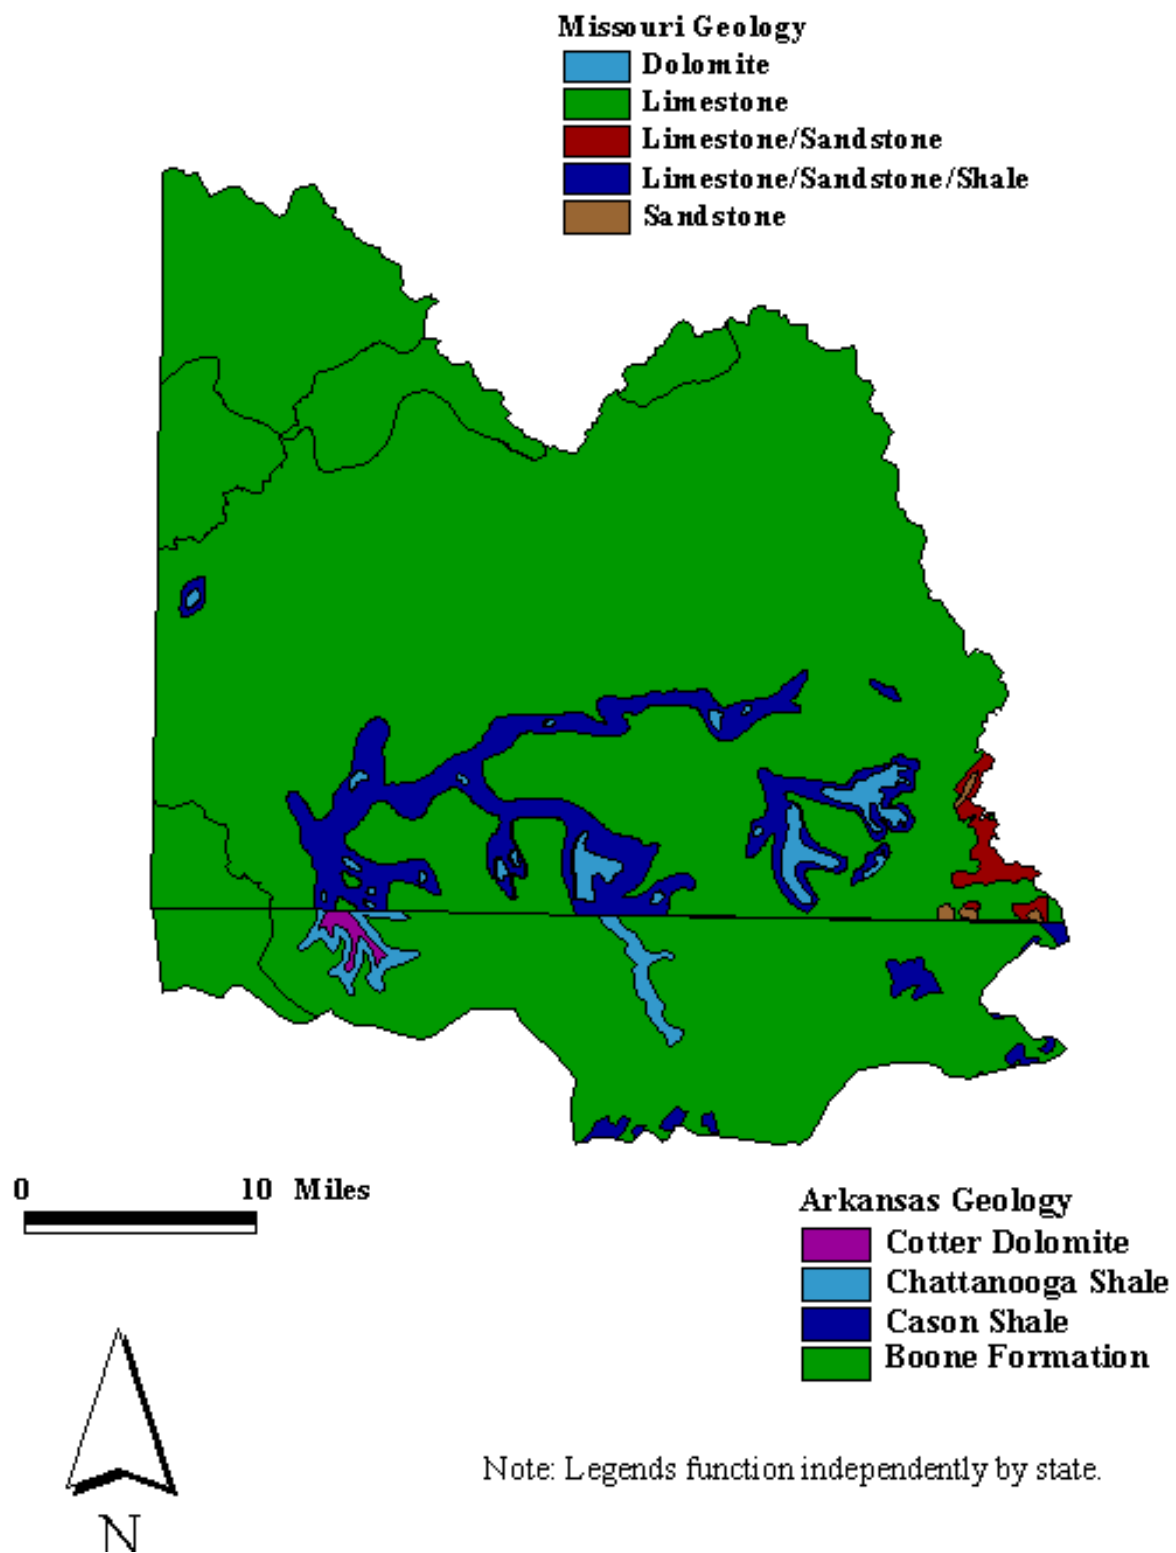 Missouri Geology
Dolomite
Limestone
Limestone/Sandstone
Limestone/Sandstone/Shale
Sandstone
0 10 Miles
Arkansas Geology
Cotter Dolomite
Chattanooga Shale
Cason Shale
Boone Formation
Note: Legends function independently by state.
N